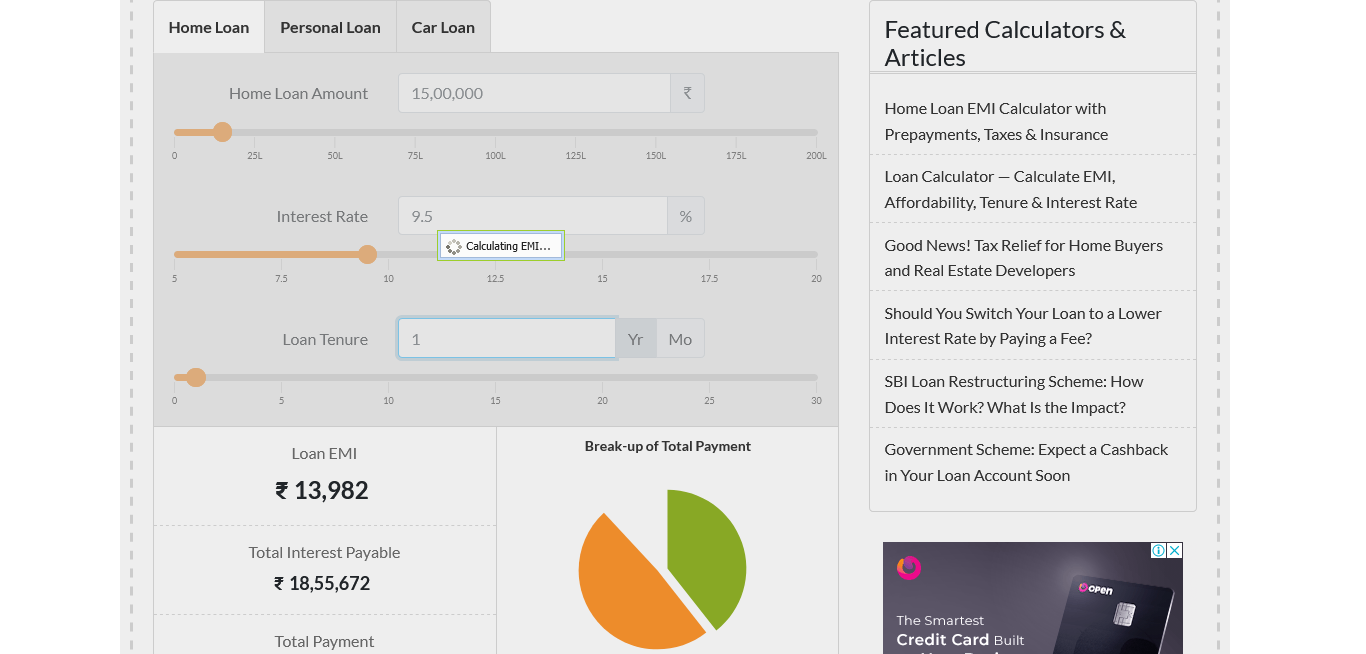 Home Loan
Personal Loan
Car Loan
Home Loan Amount
15,00,000
₹
0
25L
50L
75L
100L
125L
150L
175L
200L
Interest Rate
9.5
%
Calculating EMI...
5
7.5
10
12.5
15
17.5
20
Loan Tenure
1
Yr
Mo
0
5
10
15
20
25
30
Loan EMI
₹ 13,982
Total Interest Payable
₹ 18,55,672
Total Payment
Break-up of Total Payment
Featured Calculators &
Articles
Home Loan EMI Calculator with
Prepayments, Taxes & Insurance
Loan Calculator — Calculate EMI,
Affordability, Tenure & Interest Rate
Good News! Tax Relief for Home Buyers
and Real Estate Developers
Should You Switch Your Loan to a Lower
Interest Rate by Paying a Fee?
SBI Loan Restructuring Scheme: How
Does It Work? What Is the Impact?
Government Scheme: Expect a Cashback
in Your Loan Account Soon
OPEN
The Smartest
Credit Card Built